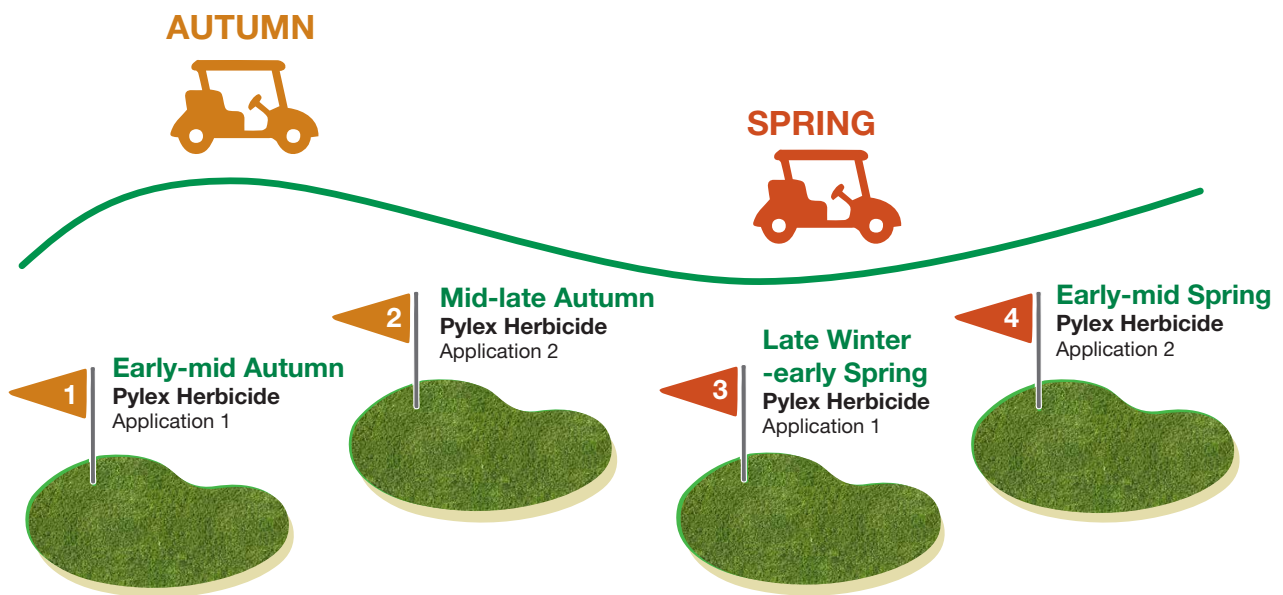 AUTUMN
SPRING
1
Early-mid Autumn
Pylex Herbicide
Application 1
2
Mid-late Autumn
Pylex Herbicide
Application 2
3
Late Winter
-early Spring
Pylex Herbicide
Application 1
4
Early-mid Spring
Pylex Herbicide
Application 2